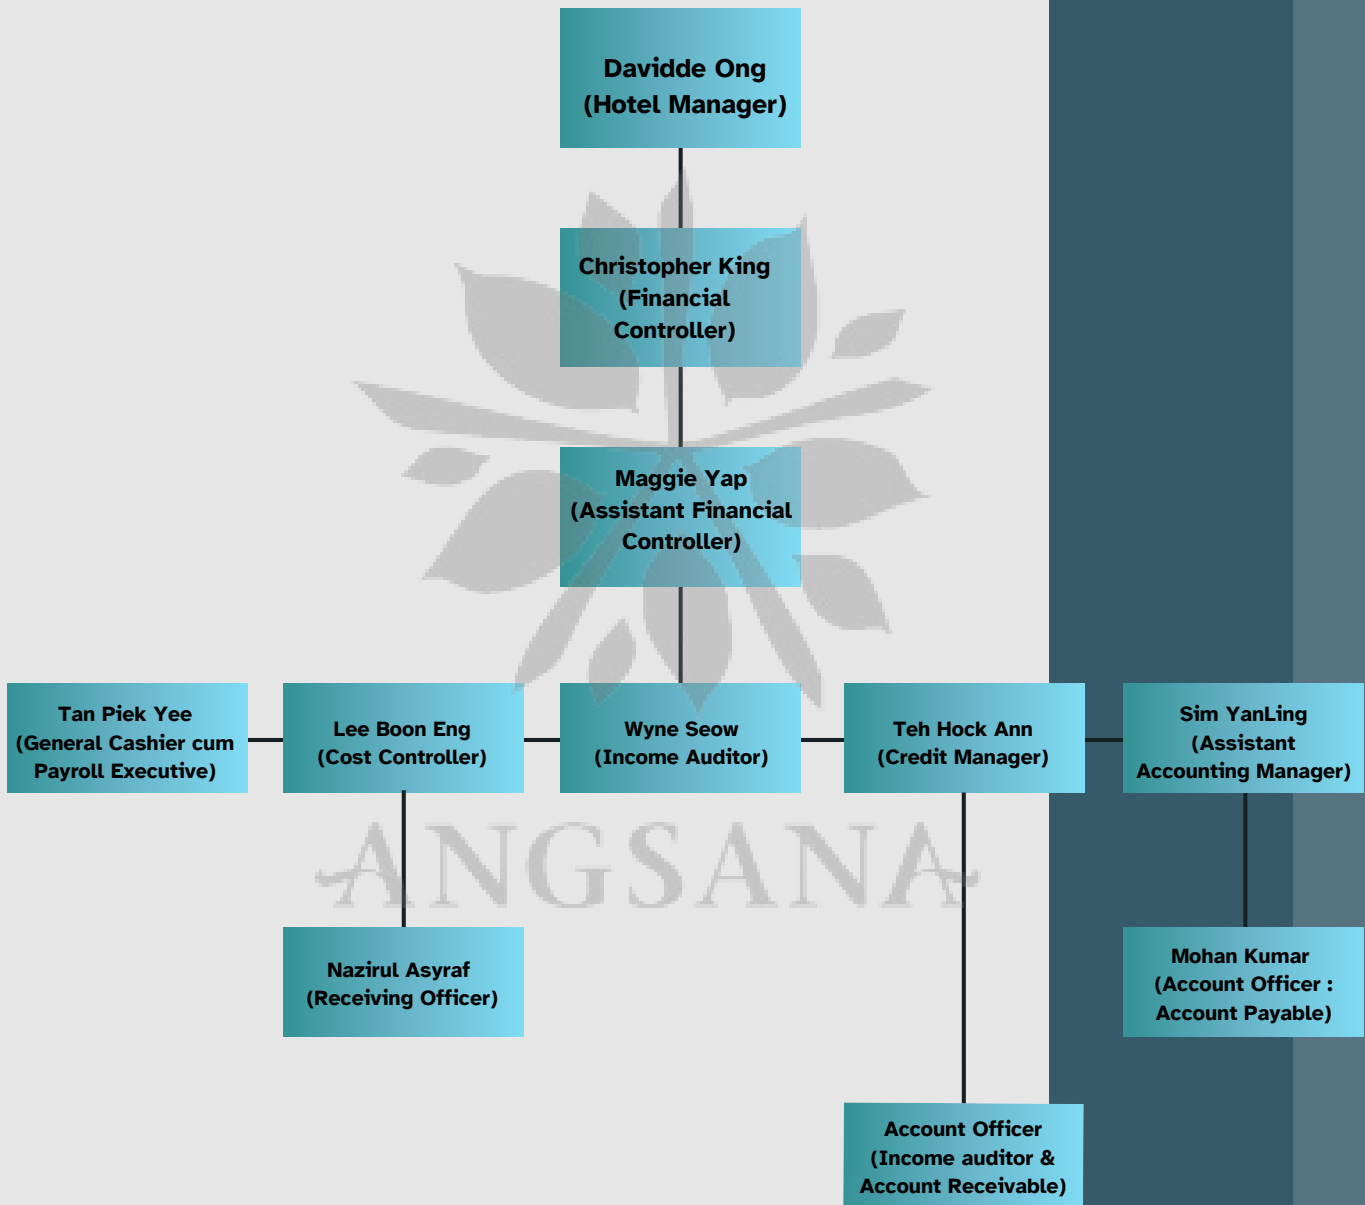 Davidde Ong
(Hotel Manager)
Christopher King
(Financial
Controller)
Maggie Yap
(Assistant Financial
Controller)
Tan Piek Yee
(General Cashier cum
Payroll Executive)
Lee Boon Eng
(Cost Controller)
Wyne Seow
(Income Auditor)
Teh Hock Ann
(Credit Manager)
Sim YanLing
(Assistant
Accounting Manager)
ANGSANA
Nazirul Asyraf
(Receiving Officer)
Mohan Kumar
(Account Officer :
Account Payable)
Account Officer
(Income auditor &
Account Receivable)